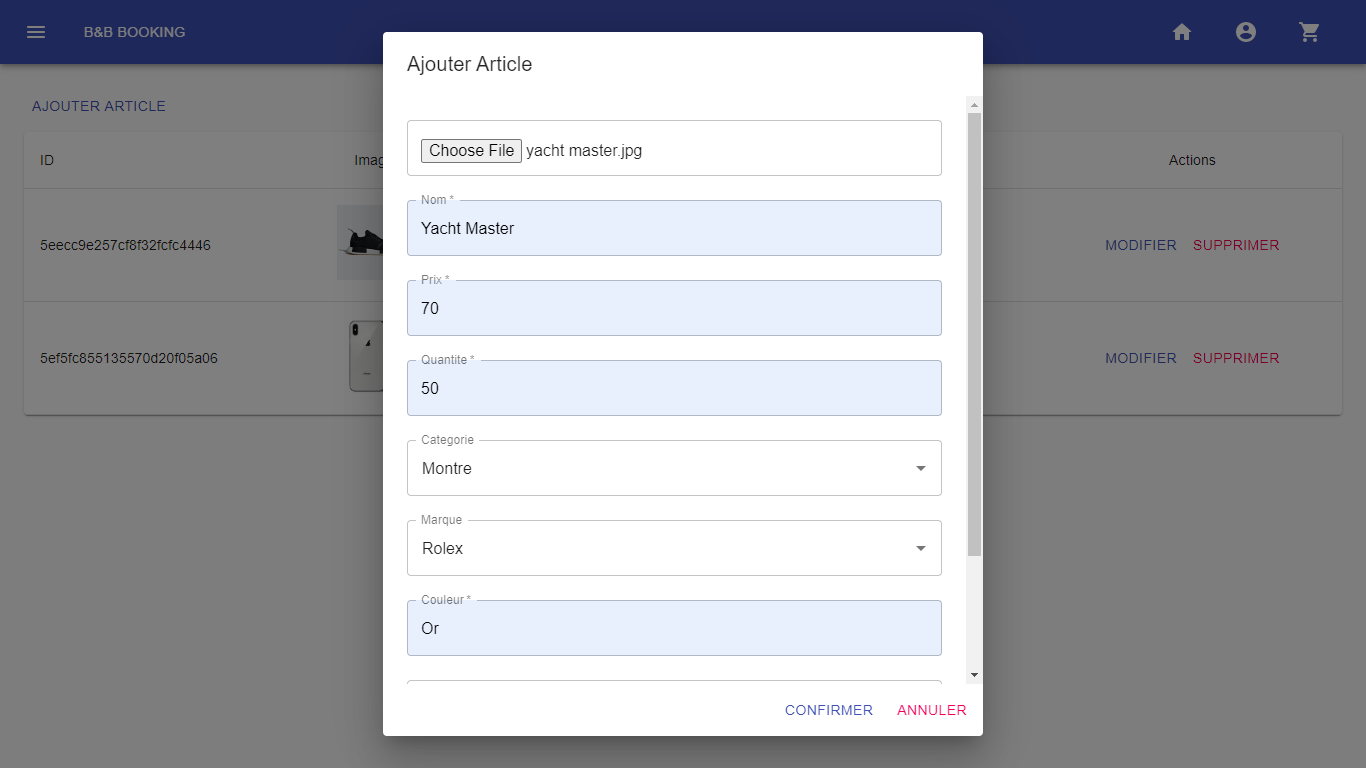 B&B BOOKING
AJOUTER ARTICLE
ID
Actions
5eecc9e257cf8f32fcfc4446
MODIFIER SUPPRIMER
5ef5fc855135570d20f05a06
MODIFIER SUPPRIMER
Ajouter Article
Choose File yacht master.jpg
Nom *
Yacht Master
Prix *
70
Quantite *
50
Categorie
Montre
Marque
Rolex
Couleur *
Or
CONFIRMER ANNULER